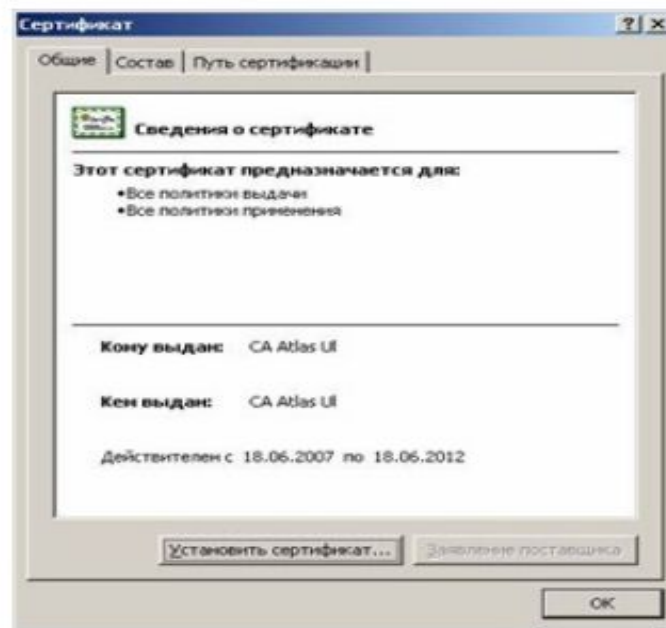 Сертификат
Общие Состав Путь сертификации
Сведения о сертификате
Этот сертификат предназначается для:
•Все политики выдачи
•Все политики применения
Кому выдан: CA Atlas Ul
Кем выдан: CA Atlas Ul
Действителен с 18.06.2007 по 18.06.2012
Установить сертификат... Заявление поставщика
OK